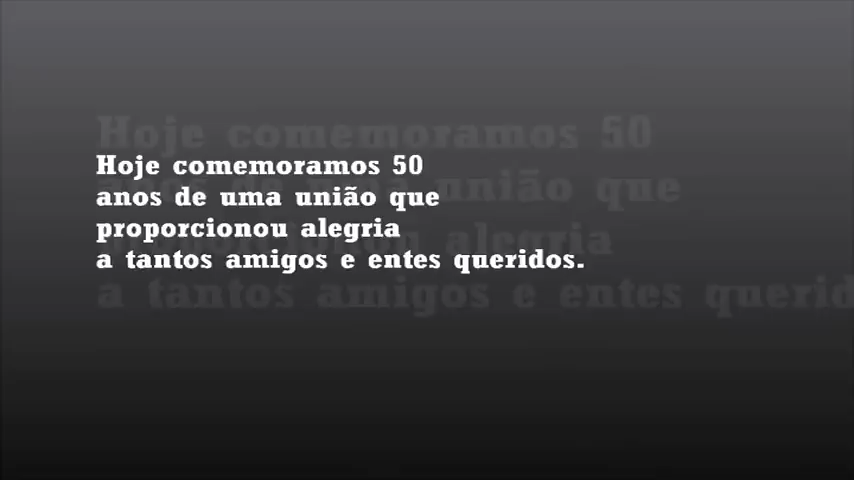 Hoje comemoramos 50
anos de uma união que
proporcionou alegria
a tantos amigos e entes queridos.